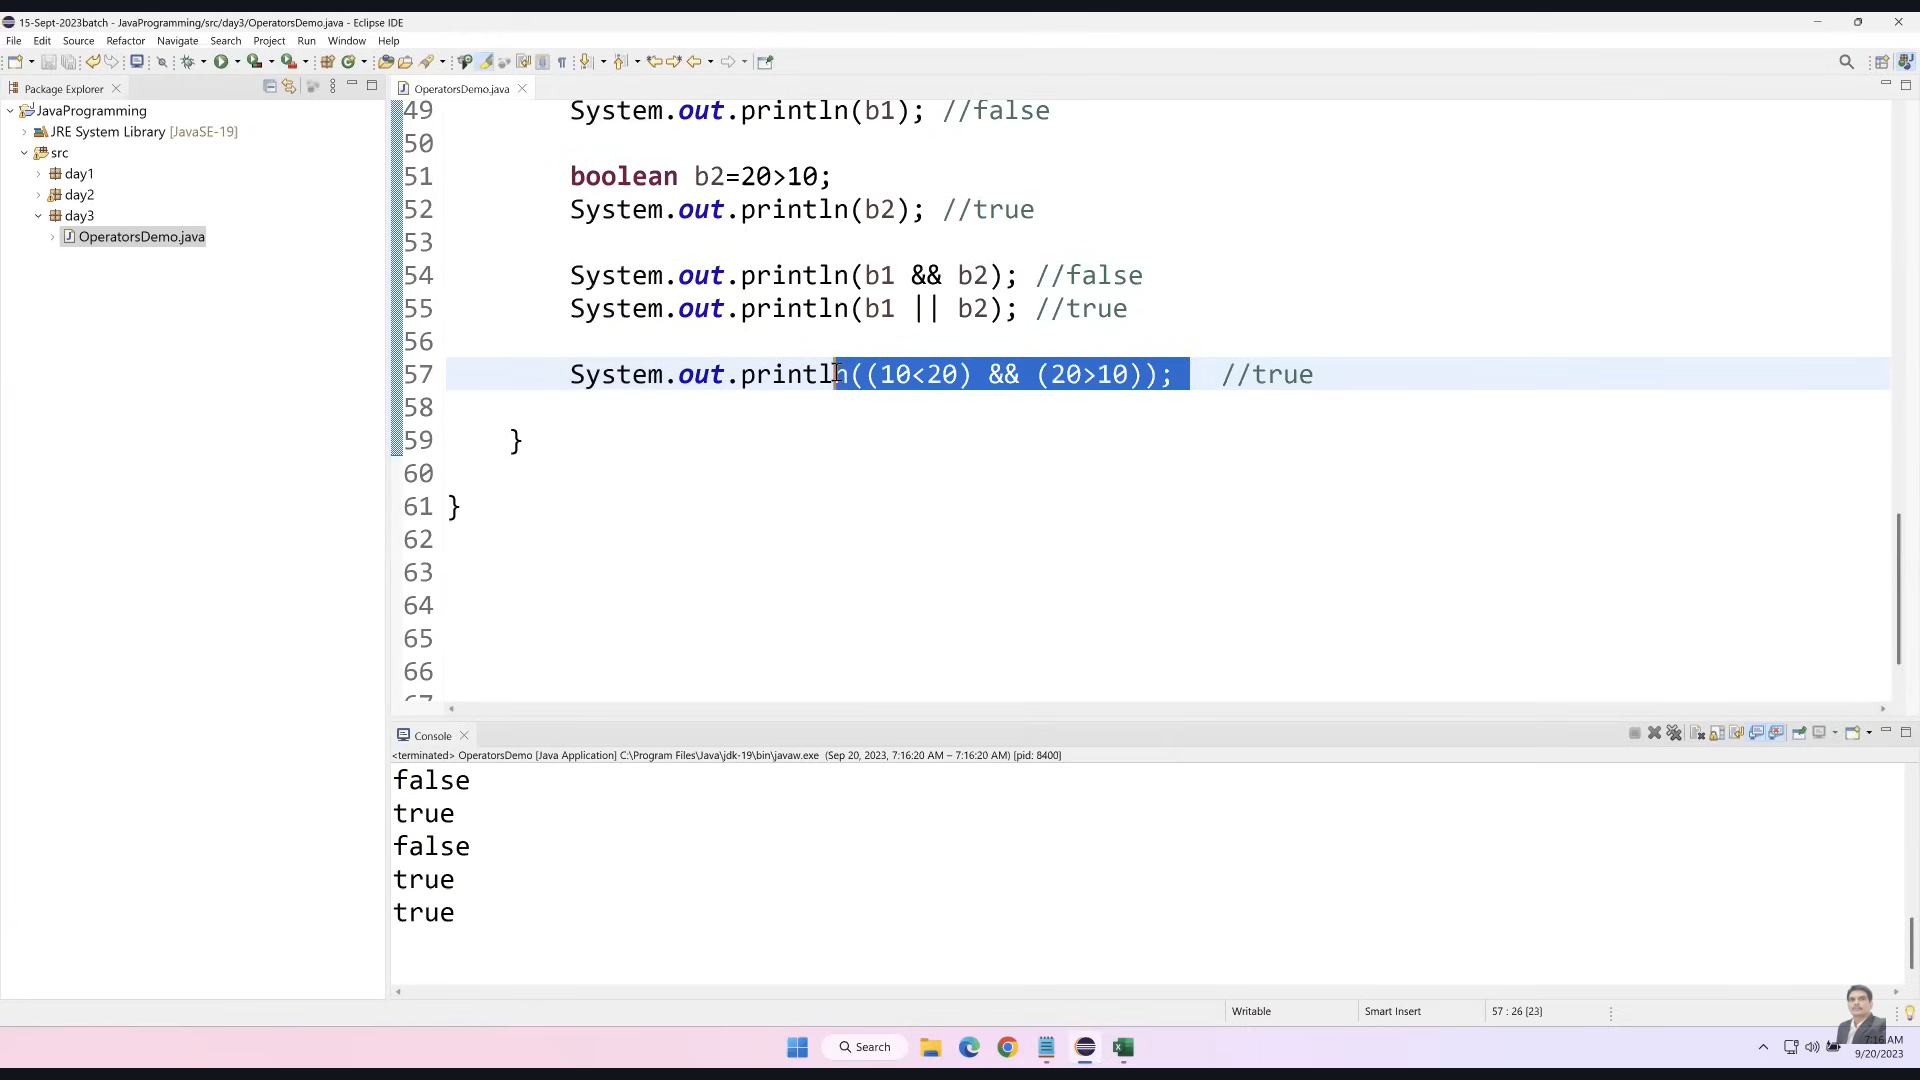 15-Sept-2023batch - JavaProgramming/src/day3/OperatorsDemo.java - Eclipse IDE
File Edit Source Refactor Navigate Search Project Run Window Help
Package Explorer
OperatorsDemo.java
JavaProgramming
JRE System Library [JavaSE-19]
src
day1
day2
day3
OperatorsDemo.java
49 System.out.println(b1); //false
50
51 boolean b2=20>10;
52 System.out.println(b2); //true
53
54 System.out.println(b1 && b2); //false
55 System.out.println(b1 || b2); //true
56
57 System.out.println((10<20) && (20>10)); //true
58
59 }
60
61 }
62
63
64
65
66
67
Console
<terminated> OperatorsDemo [Java Application] C:\Program Files\Java\jdk-19\bin\javaw.exe (Sep 20, 2023, 7:16:20 AM – 7:16:20 AM) [pid: 8400]
false
true
false
true
true
Writable Smart Insert 57 : 26 [23]
Search
7:16 AM
9/20/2023